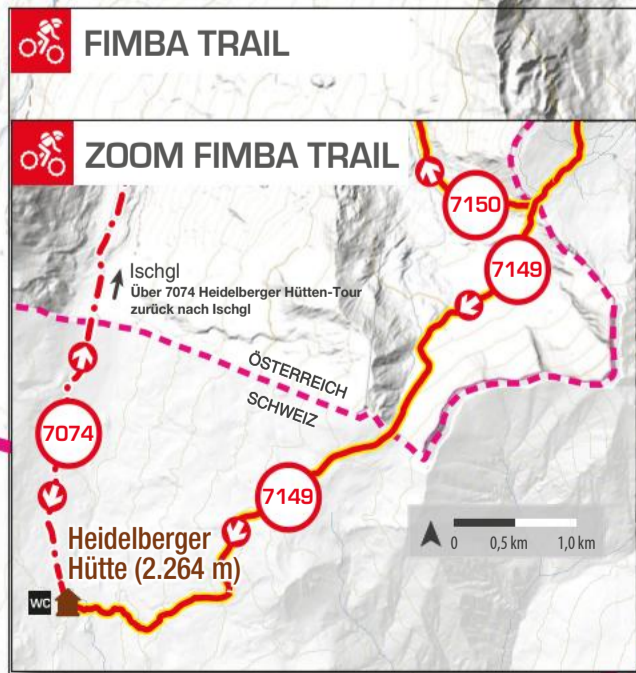 FIMBA TRAIL
ZOOM FIMBA TRAIL
7150
7149
Ischgl
Über 7074 Heidelberger Hütten-Tour
zurück nach Ischgl
ÖSTERREICH
SCHWEIZ
7074
7149
Heidelberger
Hütte (2.264 m)
WC
0 0,5 km 1,0 km